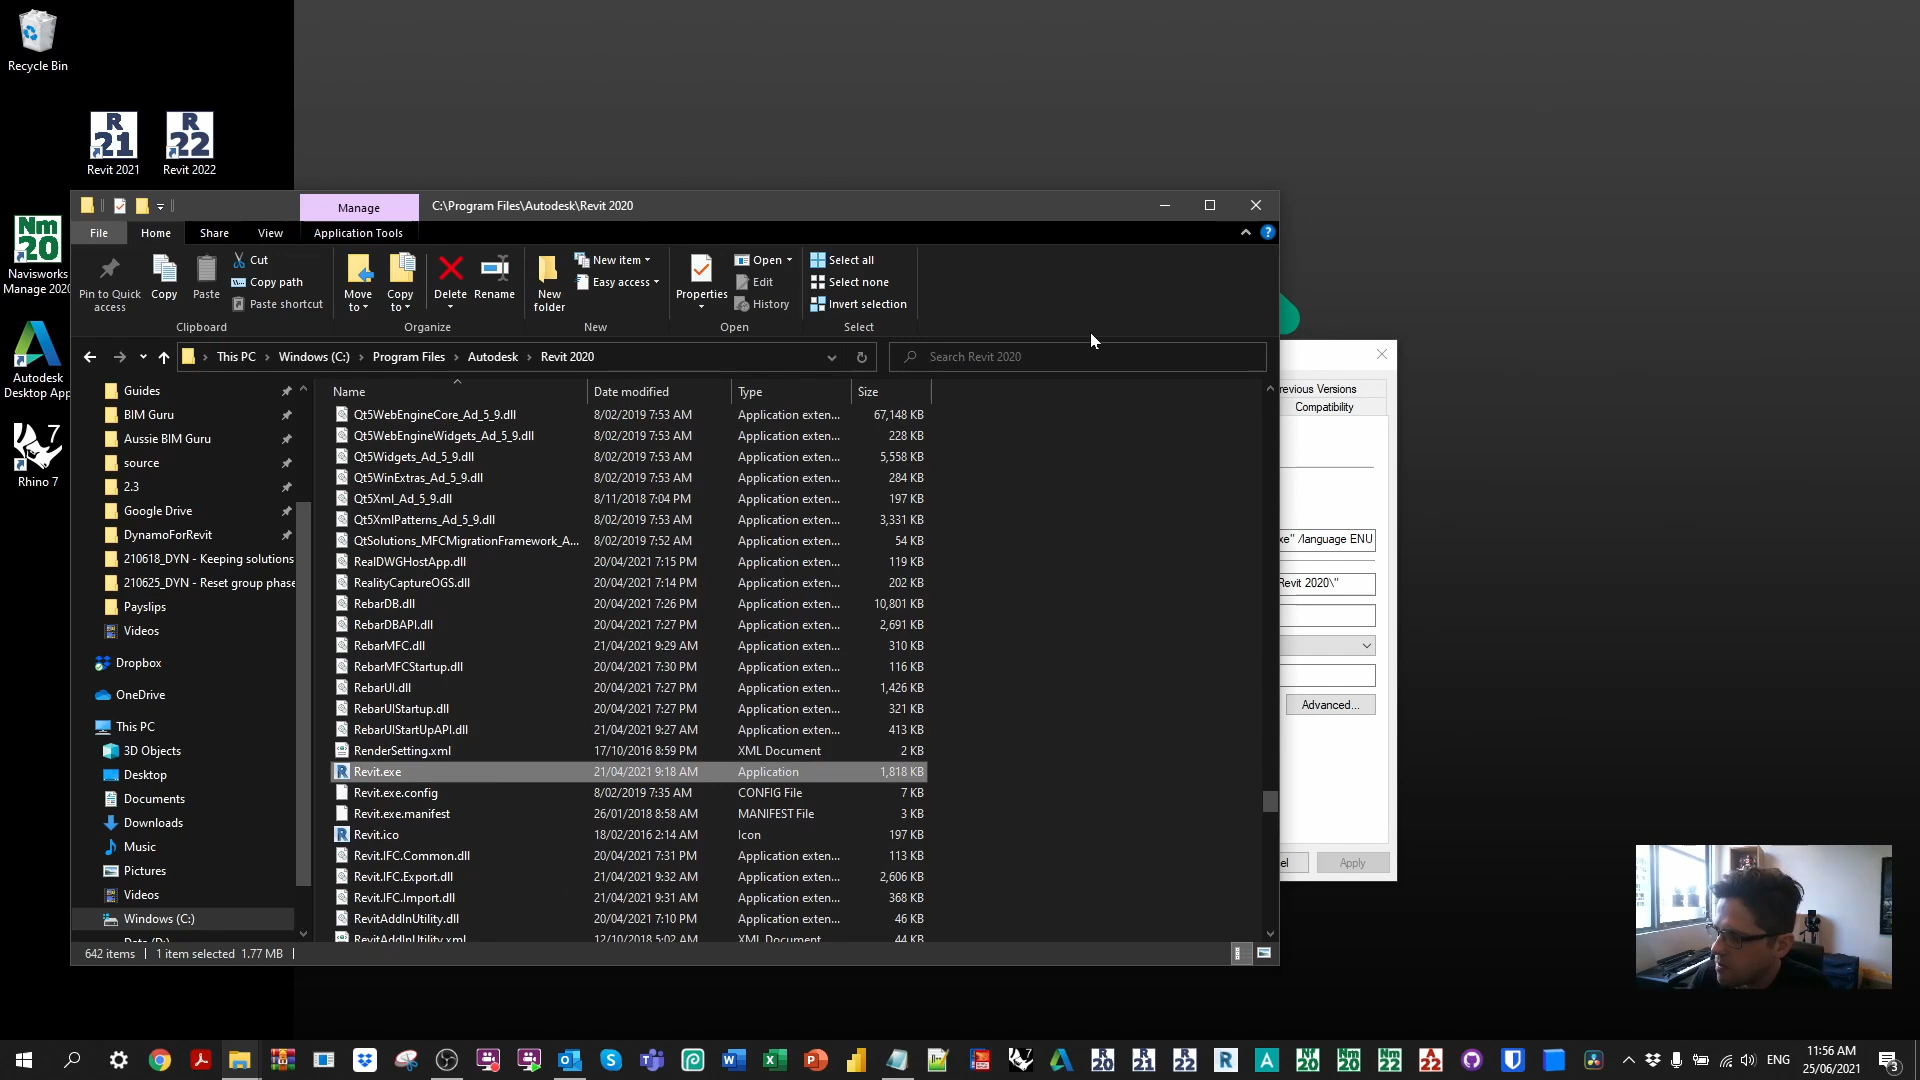 Recycle Bin
R 21
R 22
Revit 2021
Revit 2022
Nm 20
Navisworks
Manage 2020
Autodesk
Desktop App
7
Rhino 7
Manage
C:\Program Files\Autodesk\Revit 2020
File
Home
Share
View
Application Tools
Pin to Quick
access
Copy
Paste
Cut
Copy path
Paste shortcut
Clipboard
Move
to
Copy
to
Delete
Rename
Organize
New
folder
New item
Easy access
New
Properties
Open
Edit
History
Open
Select all
Select none
Invert selection
Select
This PC > Windows (C:) > Program Files > Autodesk > Revit 2020
Search Revit 2020
Guides
BIM Guru
Aussie BIM Guru
source
2.3
Google Drive
DynamoForRevit
210618_DYN - Keeping solutions
210625_DYN - Reset group phase
Payslips
Videos
Dropbox
OneDrive
This PC
3D Objects
Desktop
Documents
Downloads
Music
Pictures
Videos
Windows (C:)
Name Date modified Type Size
Qt5WebEngineCore_Ad_5_9.dll 8/02/2019 7:53 AM Application exten... 67,148 KB
Qt5WebEngineWidgets_Ad_5_9.dll 8/02/2019 7:53 AM Application exten... 228 KB
Qt5Widgets_Ad_5_9.dll 8/02/2019 7:53 AM Application exten... 5,558 KB
Qt5WinExtras_Ad_5_9.dll 8/02/2019 7:53 AM Application exten... 284 KB
Qt5Xml_Ad_5_9.dll 8/11/2018 7:04 PM Application exten... 197 KB
Qt5XmlPatterns_Ad_5_9.dll 8/02/2019 7:53 AM Application exten... 3,331 KB
QtSolutions_MFCMigrationFramework_A... 8/02/2019 7:52 AM Application exten... 54 KB
RealDWGHostApp.dll 20/04/2021 7:15 PM Application exten... 119 KB
RealityCaptureOGS.dll 20/04/2021 7:14 PM Application exten... 202 KB
RebarDB.dll 20/04/2021 7:26 PM Application exten... 10,801 KB
RebarDBAPI.dll 20/04/2021 7:27 PM Application exten... 2,691 KB
RebarMFC.dll 21/04/2021 9:29 AM Application exten... 310 KB
RebarMFCStartup.dll 20/04/2021 7:30 PM Application exten... 116 KB
RebarUI.dll 20/04/2021 7:27 PM Application exten... 1,426 KB
RebarUIStartup.dll 20/04/2021 7:27 PM Application exten... 321 KB
RebarUIStartUpAPI.dll 21/04/2021 9:27 AM Application exten... 413 KB
RenderSetting.xml 17/10/2016 8:59 PM XML Document 2 KB
Revit.exe 21/04/2021 9:18 AM Application 1,818 KB
Revit.exe.config 8/02/2019 7:35 AM CONFIG File 7 KB
Revit.exe.manifest 26/01/2018 8:58 AM MANIFEST File 3 KB
Revit.ico 18/02/2016 2:14 AM Icon 197 KB
Revit.IFC.Common.dll 20/04/2021 7:31 PM Application exten... 113 KB
Revit.IFC.Export.dll 21/04/2021 9:32 AM Application exten... 2,606 KB
Revit.IFC.Import.dll 21/04/2021 9:31 AM Application exten... 368 KB
RevitAddInUtility.dll 20/04/2021 7:10 PM Application exten... 46 KB
RevitAddInUtility.xml 12/10/2018 5:02 AM XML Document 44 KB
642 items
1 item selected 1.77 MB
revious Versions
Compatibility
xe" /language ENU
Revit 2020\"
Advanced...
el
Apply
ENG
11:56 AM
25/06/2021
3